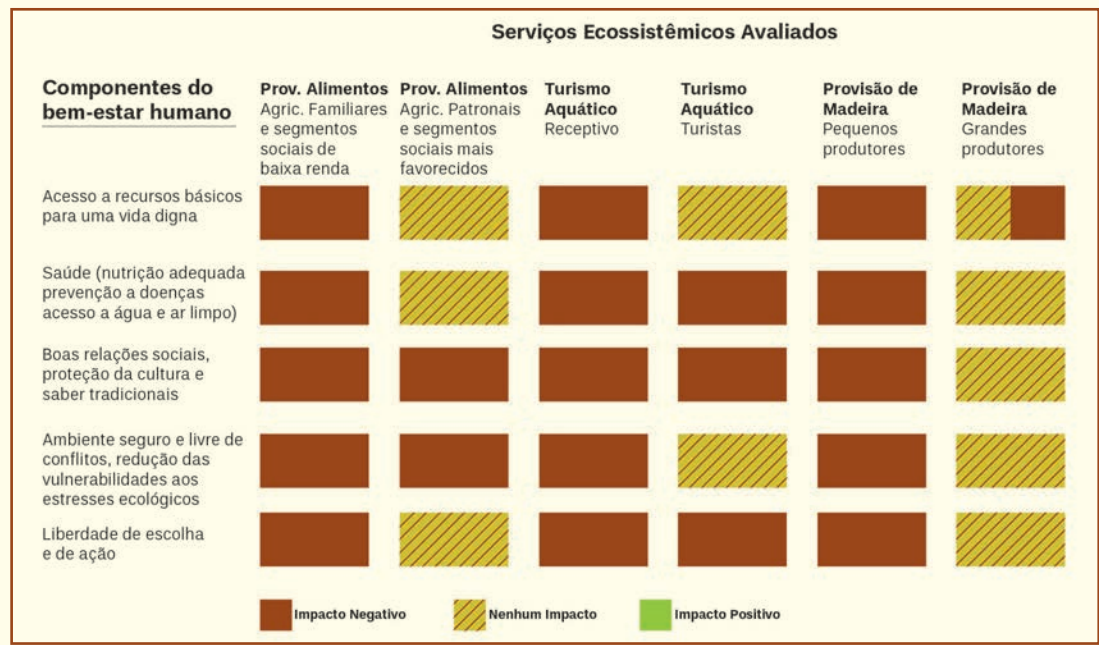 Serviços Ecossistêmicos Avaliados
Componentes do
bem-estar humano
Prov. Alimentos
Agric. Familiares
e segmentos
sociais de
baixa renda
Prov. Alimentos
Agric. Patronais
e segmentos
sociais mais
favorecidos
Turismo
Aquático
Receptivo
Turismo
Aquático
Turistas
Provisão de
Madeira
Pequenos
produtores
Provisão de
Madeira
Grandes
produtores
Acesso a recursos básicos
para uma vida digna
Saúde (nutrição adequada
prevenção a doenças
acesso a água e ar limpo)
Boas relações sociais,
proteção da cultura e
saber tradicionais
Ambiente seguro e livre de
conflitos, redução das
vulnerabilidades aos
estresses ecológicos
Liberdade de escolha
e de ação
Impacto Negativo
Nenhum Impacto
Impacto Positivo